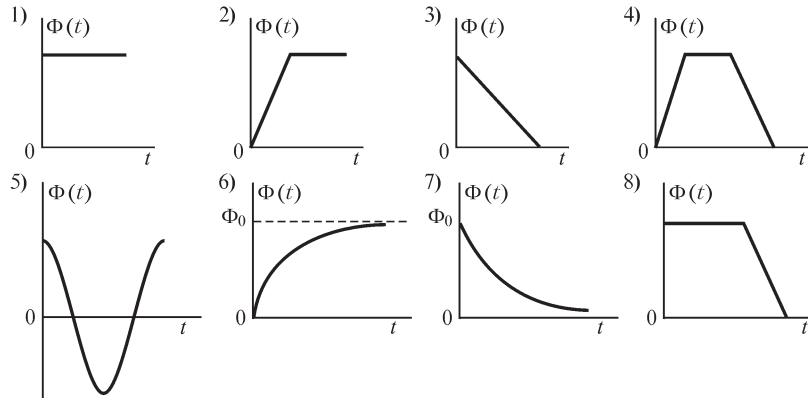 1) Φ(t) 0 t
2) Φ(t) 0 t
3) Φ(t) 0 t
4) Φ(t) 0 t
5) Φ(t) 0 t
6) Φ(t) Φ₀ 0 t
7) Φ(t) Φ₀ 0 t
8) Φ(t) 0 t